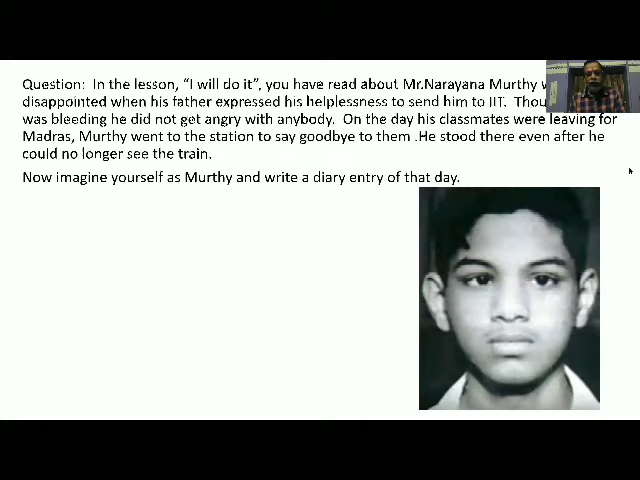 Question: In the lesson, “I will do it”, you have read about Mr.Narayana Murthy
disappointed when his father expressed his helplessness to send him to IIT.
was bleeding he did not get angry with anybody. On the day his classmates were leaving for
Madras, Murthy went to the station to say goodbye to them .He stood there even after he
could no longer see the train.
Now imagine yourself as Murthy and write a diary entry of that day.